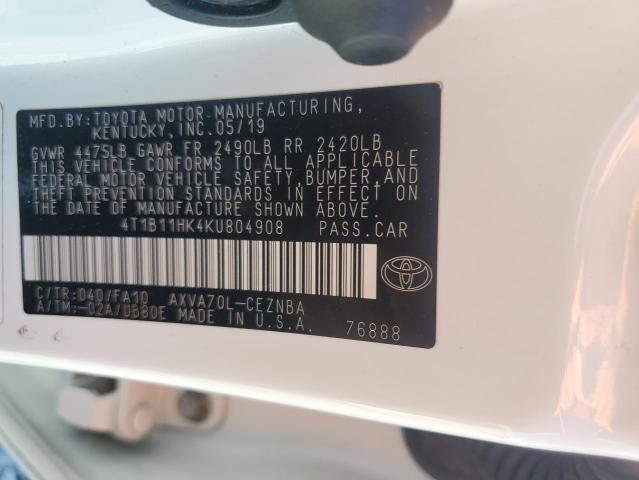 MFD.BY:TOYOTA MOTOR MANUFACTURING,
KENTUCKY, INC.05/19
GVWR 4475LB GAWR FR 2490LB RR 2420LB
THIS VEHICLE CONFORMS TO ALL APPLICABLE
FEDERAL MOTOR VEHICLE SAFETY, BUMPER, AND
THEFT PREVENTION STANDARDS IN EFFECT ON
THE DATE OF MANUFACTURE SHOWN ABOVE.
4T1B11HK4KU804908 PASS.CAR
C/TR:040/FA10 AXVA70L-CEZNBA
A/TM:-02A/UB80E MADE IN U.S.A.
76888